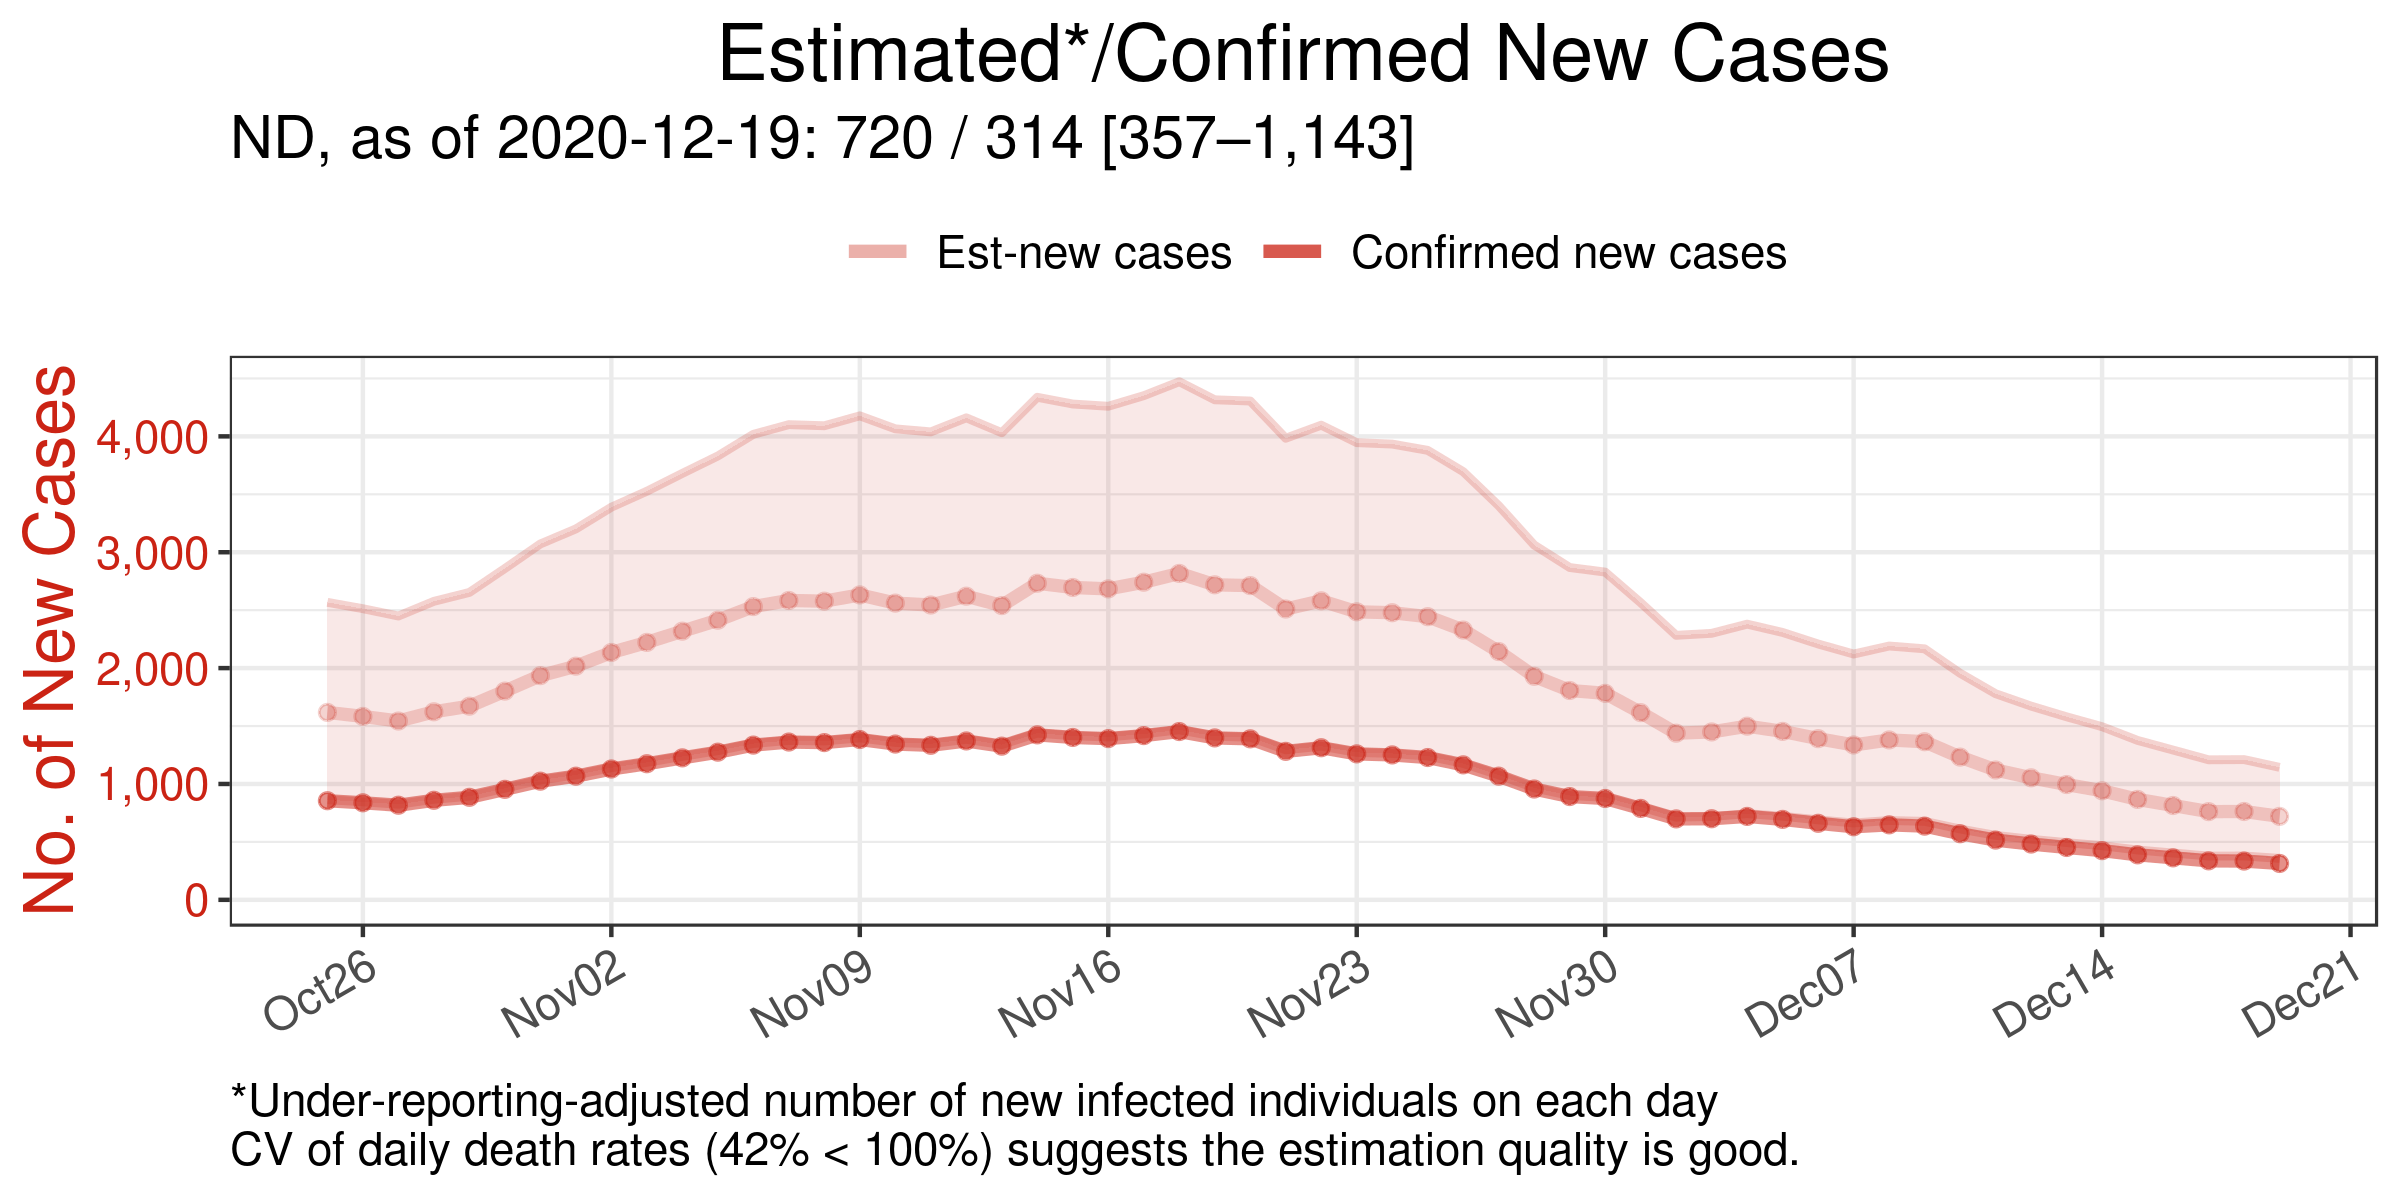 Estimated*/Confirmed New Cases
ND, as of 2020-12-19: 720 / 314 [357–1,143]
Est-new cases
Confirmed new cases
No. of New Cases
4,000
3,000
2,000
1,000
0
Oct26
Nov02
Nov09
Nov16
Nov23
Nov30
Dec07
Dec14
Dec21
*Under-reporting-adjusted number of new infected individuals on each day
CV of daily death rates (42% < 100%) suggests the estimation quality is good.